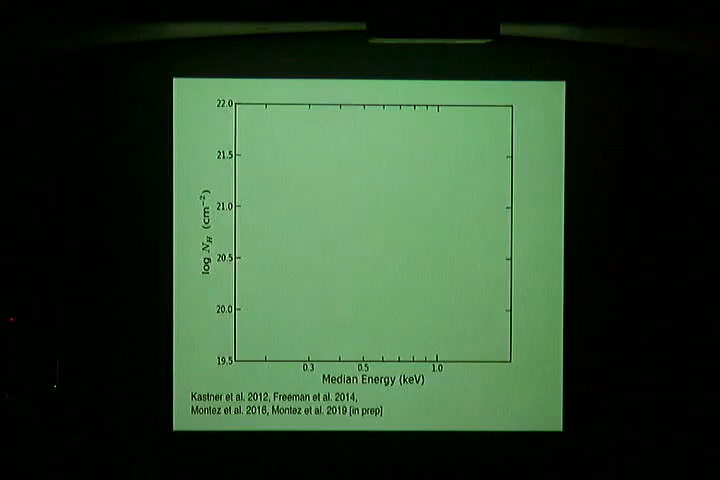 22.0
21.5
21.0
20.5
20.0
19.5
log N_H (cm⁻²)
0.3 0.5 1.0
Median Energy (keV)
Kastner et al. 2012, Freeman et al. 2014,
Montez et al. 2016, Montez et al. 2019 [in prep]